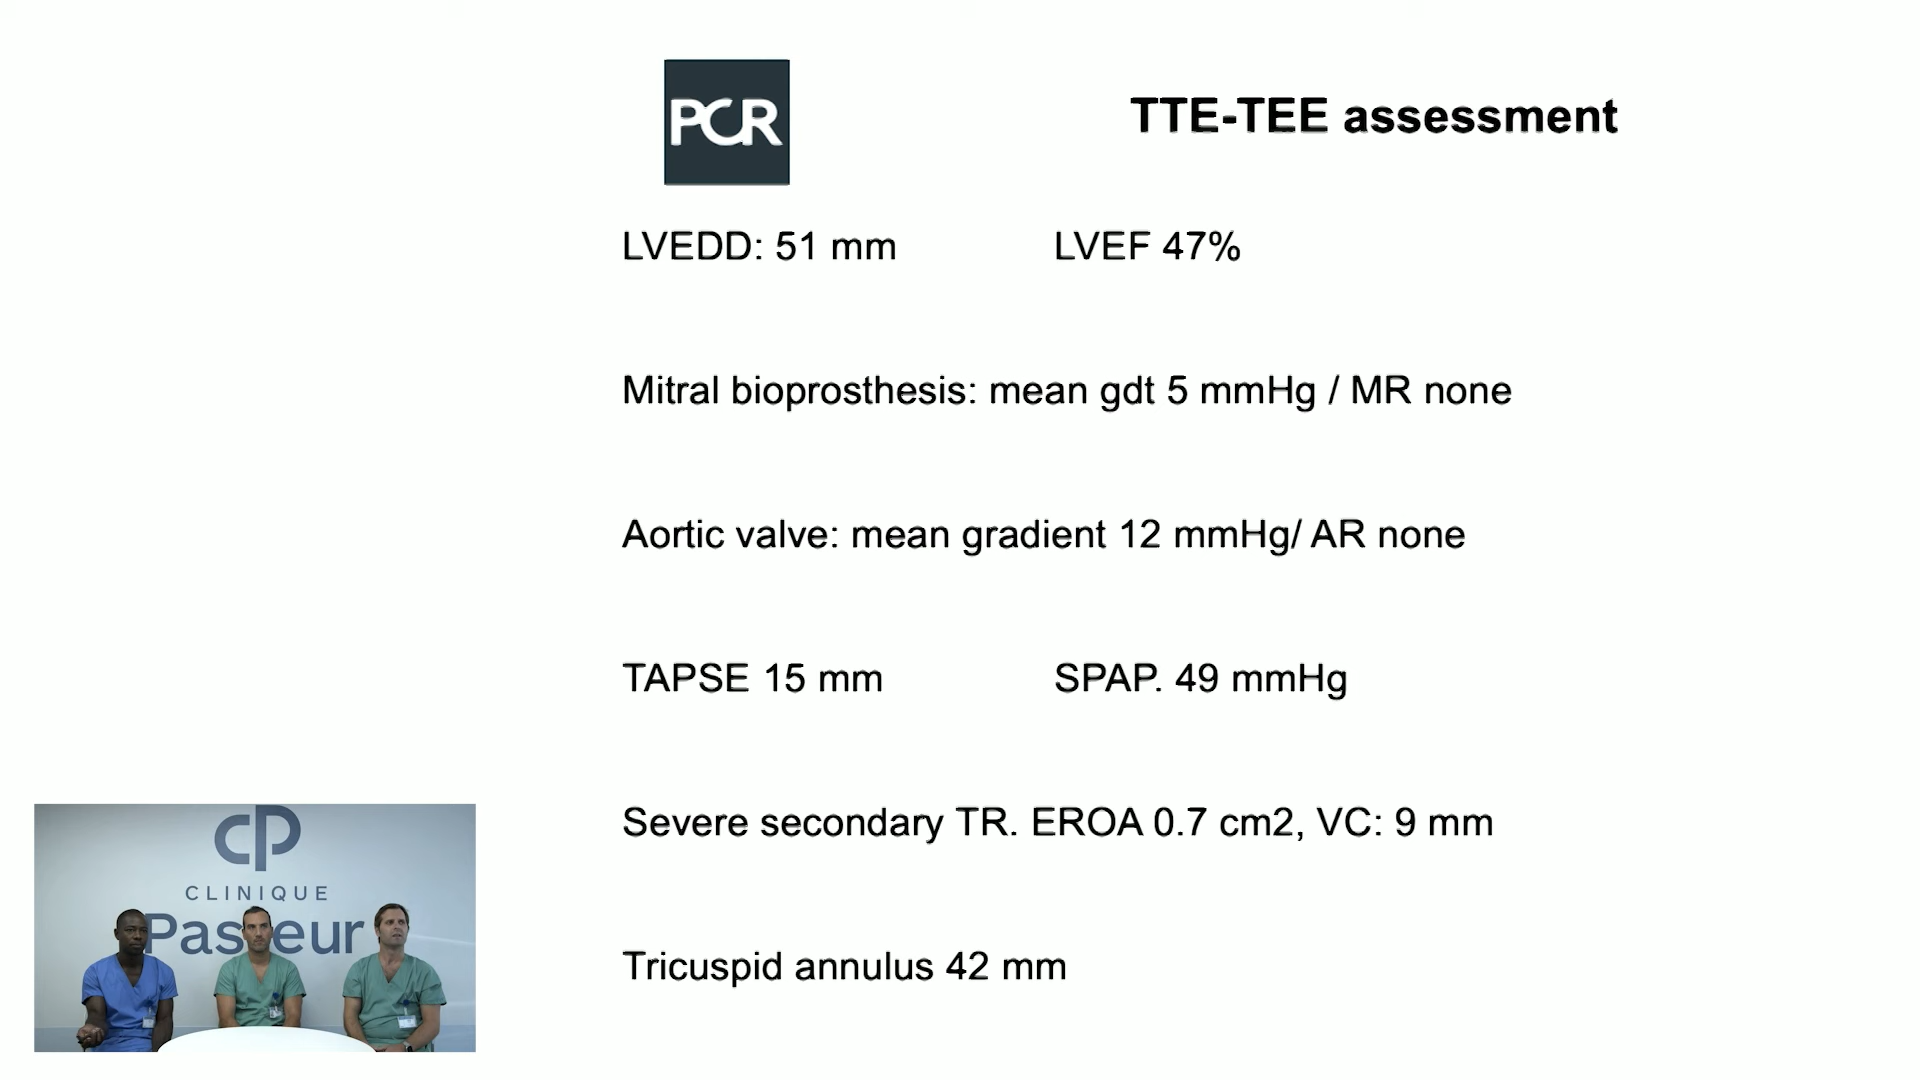 PCR
TTE-TEE assessment
LVEDD: 51 mm LVEF 47%
Mitral bioprosthesis: mean gdt 5 mmHg / MR none
Aortic valve: mean gradient 12 mmHg/ AR none
TAPSE 15 mm SPAP. 49 mmHg
Severe secondary TR. EROA 0.7 cm2, VC: 9 mm
Tricuspid annulus 42 mm
cP
CLINIQUE
Pasteur